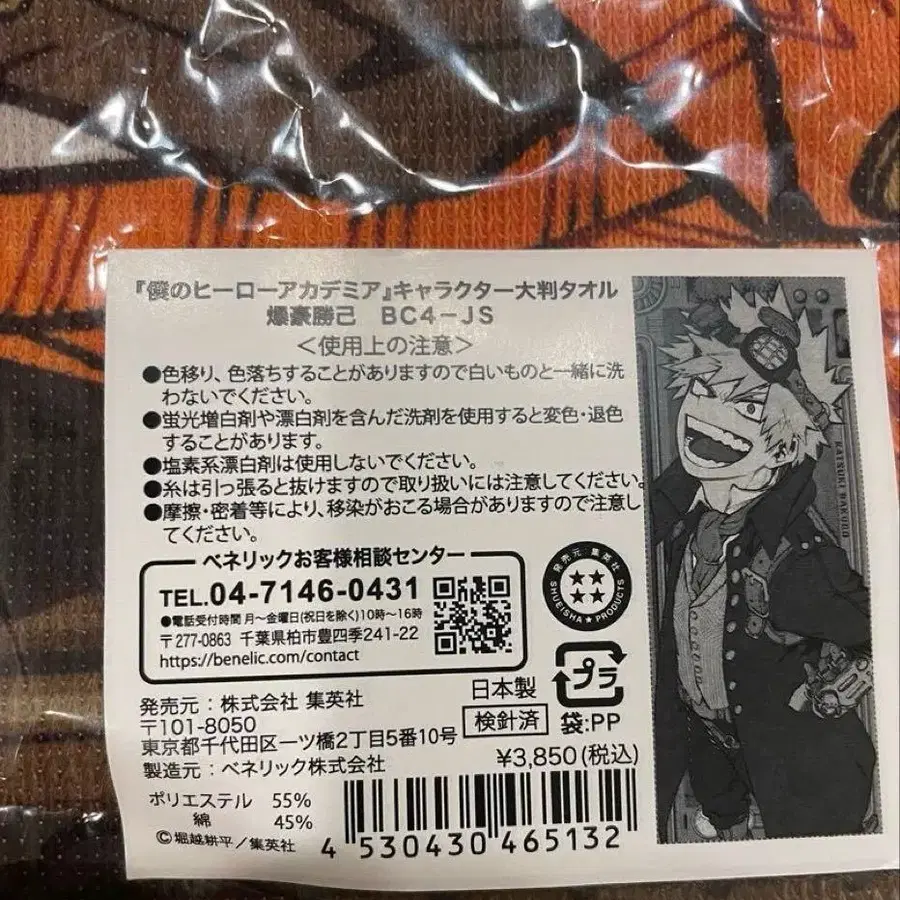 『僕のヒーローアカデミア』キャラクター大判タオル
爆豪勝己 BC4-JS
＜使用上の注意＞
●色移り、色落ちすることがありますので白いものと一緒に洗
わないでください。
●蛍光増白剤や漂白剤を含んだ洗剤を使用すると変色・退色
することがあります。
●塩素系漂白剤は使用しないでください。
●糸は引っ張ると抜けますので取り扱いには注意してください。
●摩擦・密着等により、移染がおこる場合がありますので注意し
てください。
ベネリックお客様相談センター
TEL.04-7146-0431
●電話受付時間 月〜金曜日(祝日を除く)10時〜16時
〒277-0863 千葉県柏市豊四季241-22
https://benelic.com/contact
発売元 集英社
SHUEISHA★PRODUCTS
KATSUKI BAKUGO
発売元：株式会社 集英社
〒101-8050
東京都千代田区一ツ橋2丁目5番10号
製造元：ベネリック株式会社
日本製
検針済
プラ
袋:PP
¥3,850(税込)
ポリエステル 55%
綿 45%
©堀越耕平／集英社
4 530430 465132